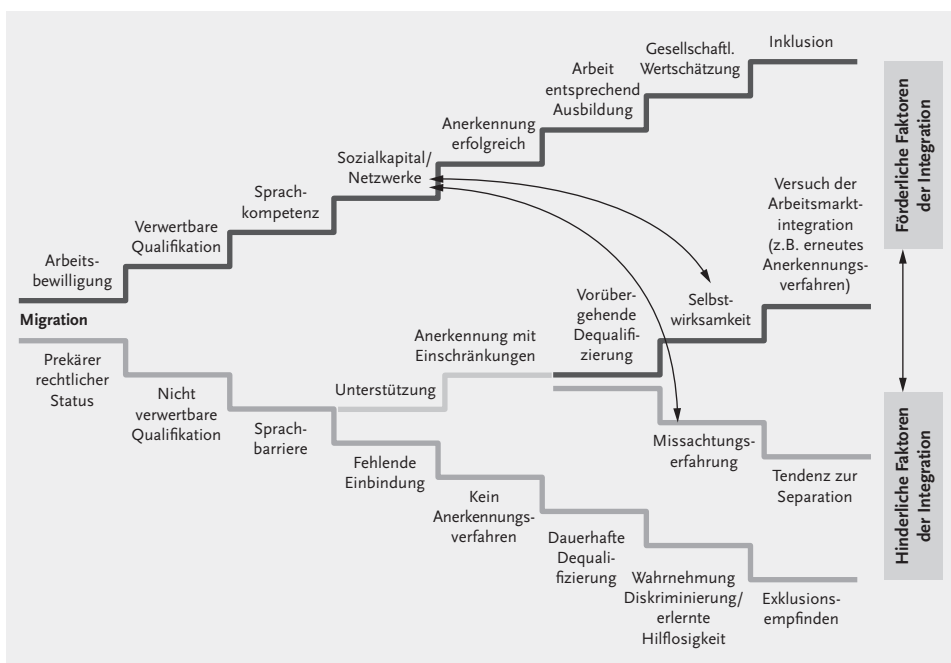 Inklusion
Gesellschaftl.
Wertschätzung
Arbeit
entsprechend
Ausbildung
Anerkennung
erfolgreich
Sozialkapital/
Netzwerke
Sprach-
kompetenz
Verwertbare
Qualifikation
Arbeits-
bewilligung
Migration
Prekärer
rechtlicher
Status
Nicht
verwertbare
Qualifikation
Sprach-
barriere
Unterstützung
Anerkennung mit
Einschränkungen
Vorüber-
gehende
Dequalifi-
zierung
Selbst-
wirksamkeit
Versuch der
Arbeitsmarkt-
integration
(z.B. erneutes
Anerkennungs-
verfahren)
Missachtungs-
erfahrung
Tendenz zur
Separation
Fehlende
Einbindung
Kein
Anerkennungs-
verfahren
Dauerhafte
Dequali-
fizierung
Wahrnehmung
Diskriminierung/
erlernte
Hilflosigkeit
Exklusions-
empfinden
Förderliche Faktoren
der Integration
Hinderliche Faktoren
der Integration